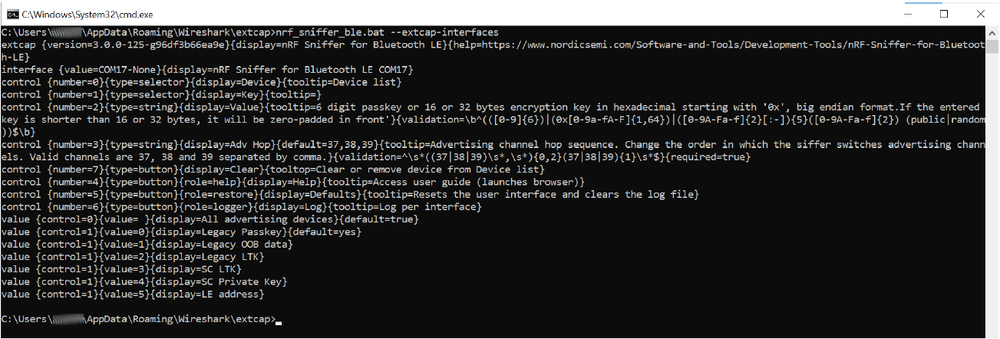 C:\Windows\System32\cmd.exe
C:\Users\\AppData\Roaming\Wireshark\extcap>nrf_sniffer_ble.bat --extcap-interfaces
extcap {version=3.0.0-125-g96df3b66ea9e}{display=nRF Sniffer for Bluetooth LE}{help=https://www.nordicsemi.com/Software-and-Tools/Development-Tools/nRF-Sniffer-for-Bluetoot
h-LE}
interface {value=COM17-None}{display=nRF Sniffer for Bluetooth LE COM17}
control {number=0}{type=selector}{display=Device}{tooltip=Device list}
control {number=1}{type=selector}{display=Key}{tooltip=}
control {number=2}{type=string}{display=Value}{tooltip=6 digit passkey or 16 or 32 bytes encryption key in hexadecimal starting with '0x', big endian format.If the entered
key is shorter than 16 or 32 bytes, it will be zero-padded in front'}{validation=\b^(([0-9]{6})|(0x[0-9a-fA-F]{1,64})|([0-9A-Fa-f]{2}[:-]){5}([0-9A-Fa-f]{2}) (public|random
))$\b}
control {number=3}{type=string}{display=Adv Hop}{default=37,38,39}{tooltip=Advertising channel hop sequence. Change the order in which the siffer switches advertising chann
els. Valid channels are 37, 38 and 39 separated by comma.}{validation=^\s*((37|38|39)\s*,\s*){0,2}(37|38|39){1}\s*$}{required=true}
control {number=7}{type=button}{display=Clear}{tooltop=Clear or remove device from Device list}
control {number=4}{type=button}{role=help}{display=Help}{tooltip=Access user guide (launches browser)}
control {number=5}{type=button}{role=restore}{display=Defaults}{tooltip=Resets the user interface and clears the log file}
control {number=6}{type=button}{role=logger}{display=Log}{tooltip=Log per interface}
value {control=0}{value= }{display=All advertising devices}{default=true}
value {control=1}{value=0}{display=Legacy Passkey}{default=yes}
value {control=1}{value=1}{display=Legacy OOB data}
value {control=1}{value=2}{display=Legacy LTK}
value {control=1}{value=3}{display=SC LTK}
value {control=1}{value=4}{display=SC Private Key}
value {control=1}{value=5}{display=LE address}
C:\Users\\AppData\Roaming\Wireshark\extcap>